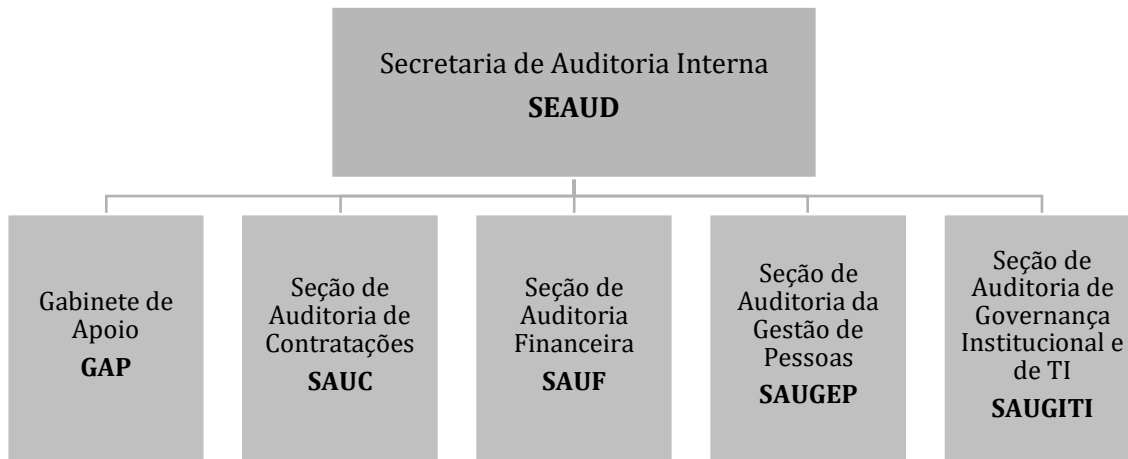 Secretaria de Auditoria Interna
SEAUD
Gabinete de
Apoio
GAP
Seção de
Auditoria de
Contratações
SAUC
Seção de
Auditoria
Financeira
SAUF
Seção de
Auditoria da
Gestão de
Pessoas
SAUGEP
Seção de
Auditoria de
Governança
Institucional e
de TI
SAUGITI